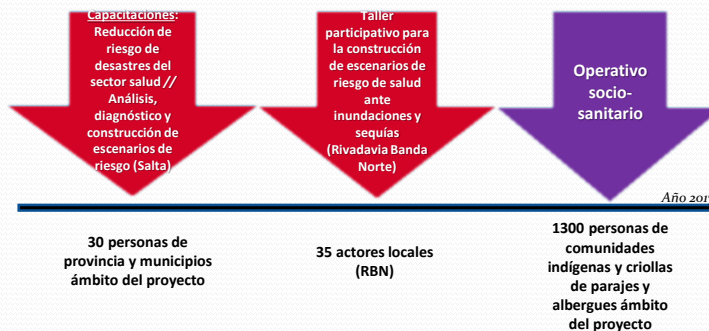 Capacitaciones:
Reducción de
riesgo de
desastres del
sector salud //
Análisis,
diagnóstico y
construcción de
escenarios de
riesgo (Salta)
Taller
participativo para
la construcción
de escenarios de
riesgo de salud
ante
inundaciones y
sequías
(Rivadavia Banda
Norte)
Operativo
socio-
sanitario
Año
30 personas de
provincia y municipios
ámbito del proyecto
35 actores locales
(RBN)
1300 personas de
comunidades
indígenas y criollas
de parajes y
albergues ámbito
del proyecto